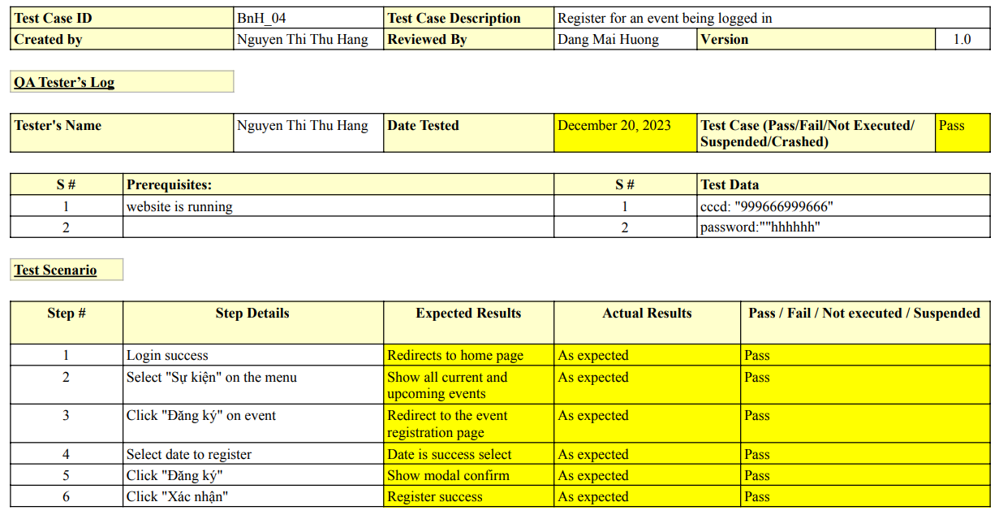 Test Case ID BnH_04 Test Case Description Register for an event being logged in
Created by Nguyen Thi Thu Hang Reviewed By Dang Mai Huong Version 1.0
QA Tester’s Log
Tester's Name Nguyen Thi Thu Hang Date Tested December 20, 2023 Test Case (Pass/Fail/Not Executed/ Pass
Suspended/Crashed)
S # Prerequisites: S # Test Data
1 website is running 1 cccd: "999666999666"
2 2 password:""hhhhhh"
Test Scenario
Step # Step Details Expected Results Actual Results Pass / Fail / Not executed / Suspended
1 Login success Redirects to home page As expected Pass
2 Select "Sự kiện" on the menu Show all current and As expected Pass
upcoming events
3 Click "Đăng ký" on event Redirect to the event As expected Pass
registration page
4 Select date to register Date is success select As expected Pass
5 Click "Đăng ký" Show modal confirm As expected Pass
6 Click "Xác nhận" Register success As expected Pass